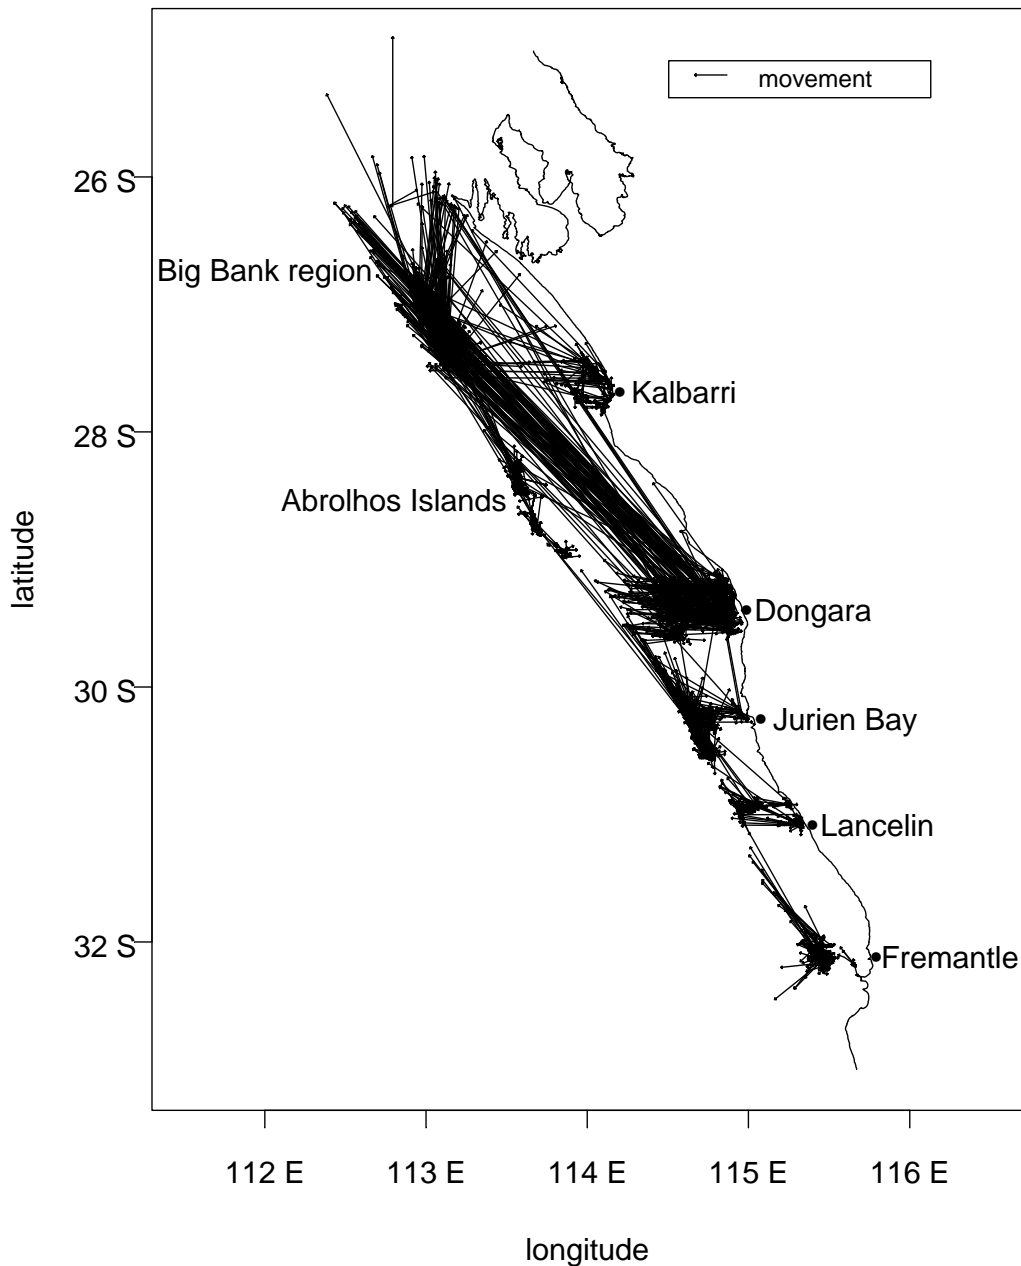 movement
26 S
Big Bank region
Kalbarri
28 S
Abrolhos Islands
latitude
Dongara
30 S
Jurien Bay
Lancelin
32 S
Fremantle
112 E 113 E 114 E 115 E 116 E
longitude